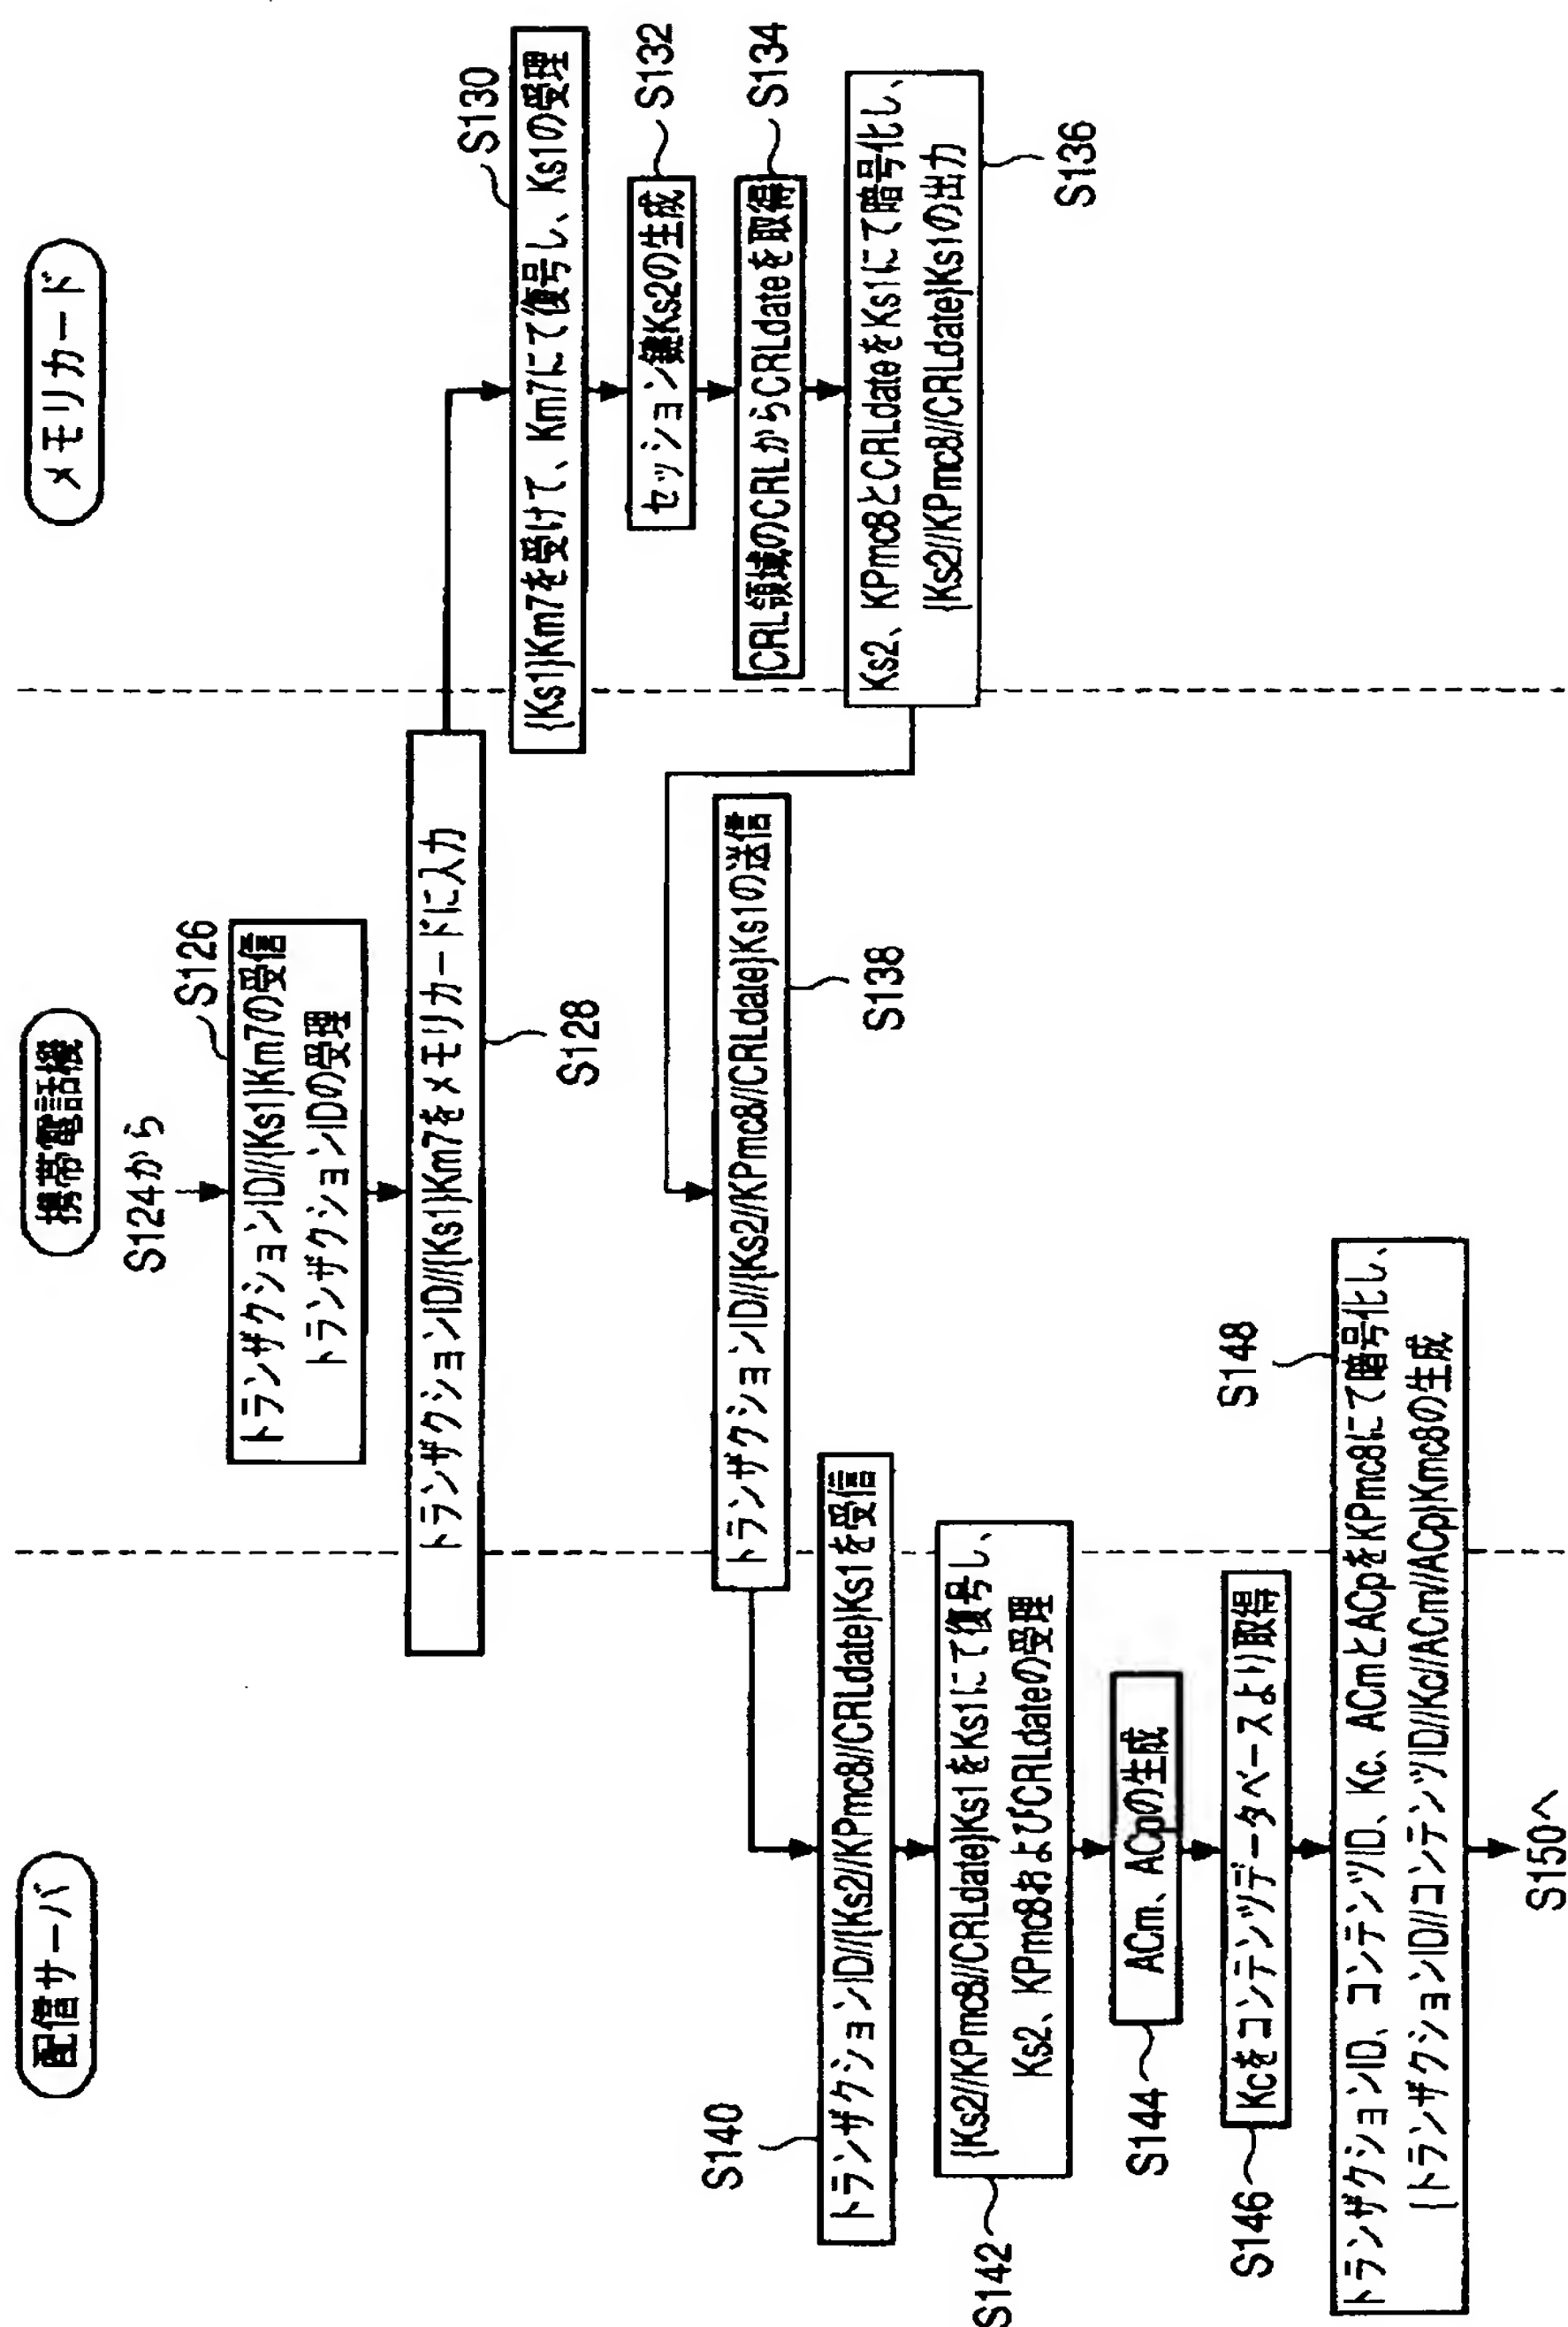 配信サーバ
携帯電話機
メモリカード
S124から
トランザクションID//{Ks1}Km7の受信
トランザクションIDの受理
S126
トランザクションID//{Ks1}Km7をメモリカードに入力
S128
{Ks1}Km7を受けて、Km7にて復号し、Ks1の受理
S130
セッション鍵Ks2の生成
S132
CRL領域のCRLからCRLdateを取得
S134
Ks2、KPmc8とCRLdateをKs1にて暗号化し、
{Ks2//KPmc8//CRLdate}Ks1の出力
S136
トランザクションID//{Ks2//KPmc8//CRLdate}Ks1の送信
S138
トランザクションID//{Ks2//KPmc8//CRLdate}Ks1を受信
S140
{Ks2//KPmc8//CRLdate}Ks1をKs1にて復号し、
Ks2、KPmc8およびCRLdateの受理
S142
ACm、ACpの生成
S144
Kcをコンテンツデータベースより取得
S146
トランザクションID、コンテンツID、Kc、ACmとACpをKPmc8にて暗号化し、
{トランザクションID//コンテンツID//Kc//ACm//ACp}Kmc8の生成
S148
S150へ